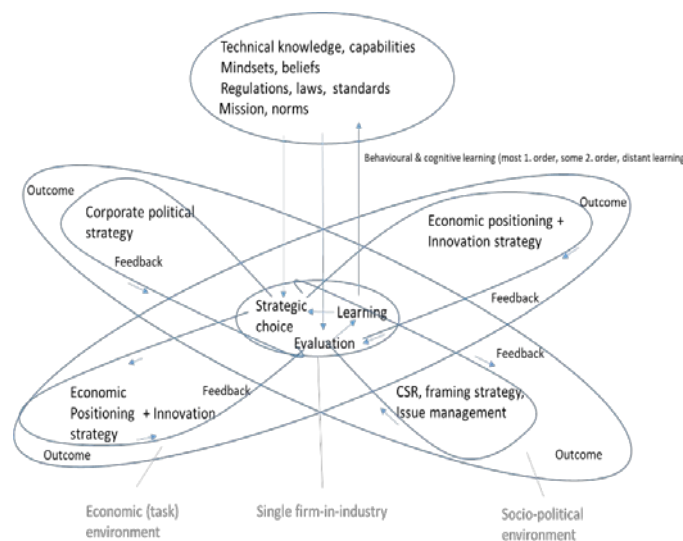 Technical knowledge, capabilities
Mindsets, beliefs
Regulations, laws, standards
Mission, norms
Behavioural & cognitive learning (most 1. order, some 2. order, distant learning
Outcome
Corporate political
strategy
Feedback
Outcome
Economic positioning +
Innovation strategy
Feedback
Strategic
choice
Learning
Evaluation
Feedback
Economic
Positioning + Innovation
strategy
Feedback
Outcome
CSR, framing strategy,
Issue management
Outcome
Economic (task)
environment
Single firm-in-industry
Socio-political
environment